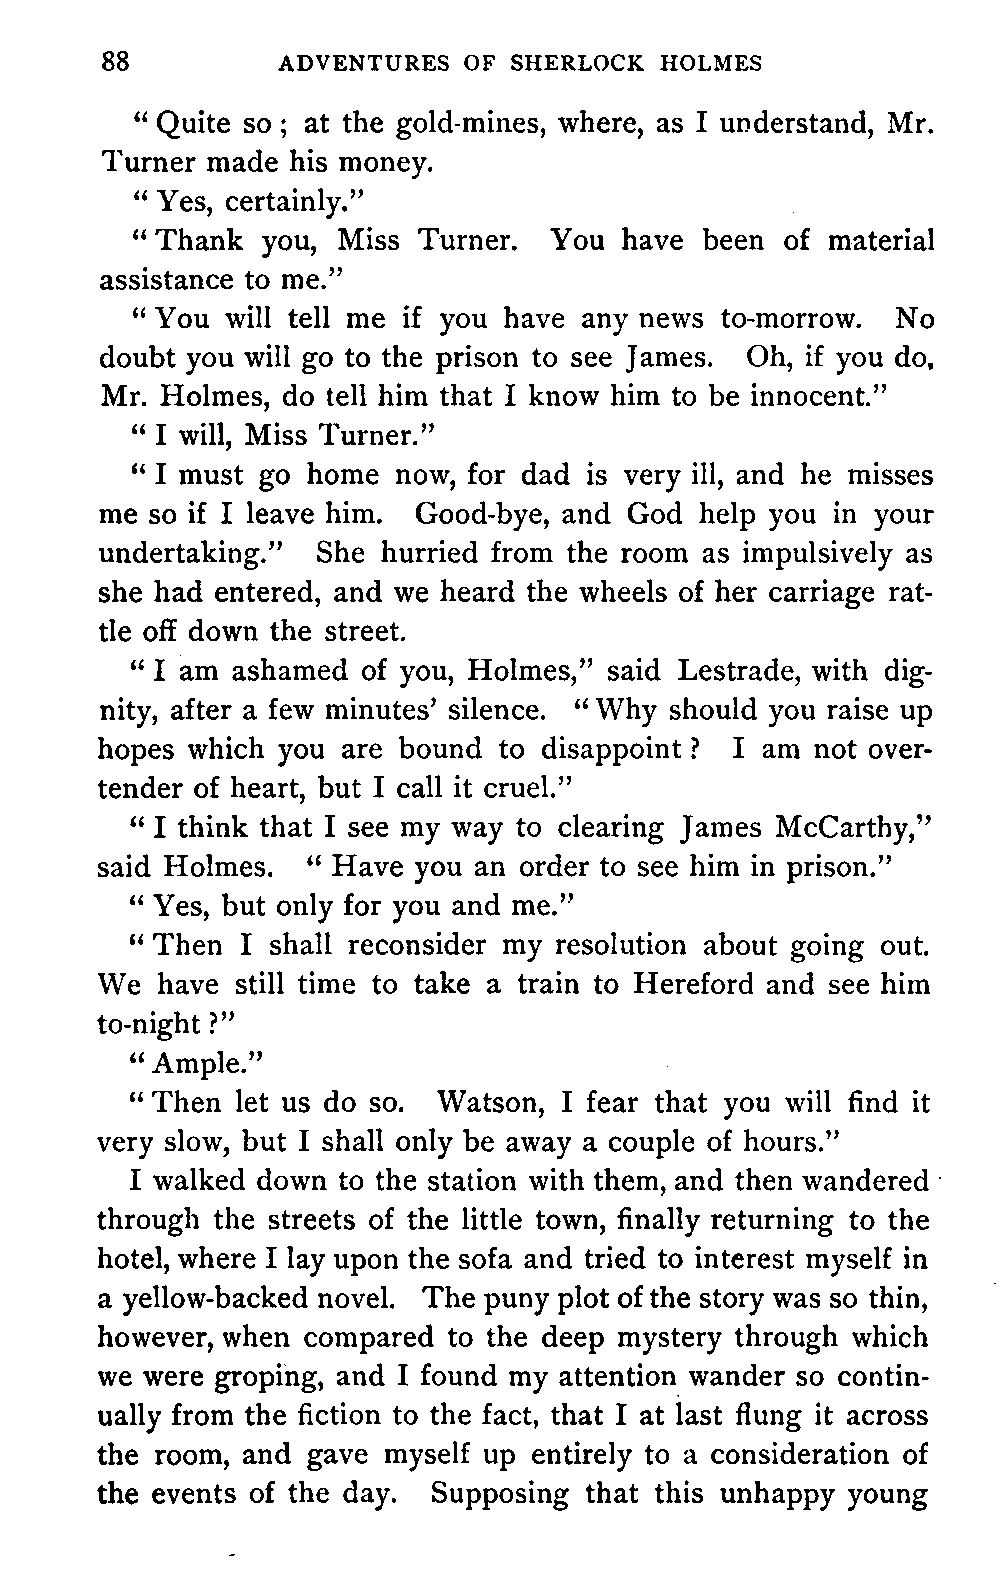 88 ADVENTURES OF SHERLOCK HOLMES
“ Quite so ; at the gold-mines, where, as I understand, Mr.
Turner made his money.
“ Yes, certainly.”
“ Thank you, Miss Turner. You have been of material
assistance to me.”
“ You will tell me if you have any news to-morrow. No
doubt you will go to the prison to see James. Oh, if you do,
Mr. Holmes, do tell him that I know him to be innocent.”
“ I will, Miss Turner.”
“ I must go home now, for dad is very ill, and he misses
me so if I leave him. Good-bye, and God help you in your
undertaking.” She hurried from the room as impulsively as
she had entered, and we heard the wheels of her carriage rat-
tle off down the street.
“ I am ashamed of you, Holmes,” said Lestrade, with dig-
nity, after a few minutes’ silence. “ Why should you raise up
hopes which you are bound to disappoint ? I am not over-
tender of heart, but I call it cruel.”
“ I think that I see my way to clearing James McCarthy,”
said Holmes. “ Have you an order to see him in prison.”
“ Yes, but only for you and me.”
“ Then I shall reconsider my resolution about going out.
We have still time to take a train to Hereford and see him
to-night ?”
“ Ample.”
“ Then let us do so. Watson, I fear that you will find it
very slow, but I shall only be away a couple of hours.”
I walked down to the station with them, and then wandered
through the streets of the little town, finally returning to the
hotel, where I lay upon the sofa and tried to interest myself in
a yellow-backed novel. The puny plot of the story was so thin,
however, when compared to the deep mystery through which
we were groping, and I found my attention wander so contin-
ually from the fiction to the fact, that I at last flung it across
the room, and gave myself up entirely to a consideration of
the events of the day. Supposing that this unhappy young